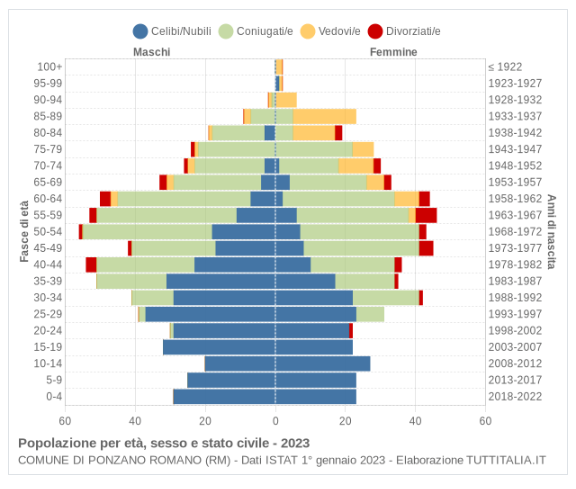 Celibi/Nubili Coniugati/e Vedovi/e Divorziati/e
Maschi Femmine
Fasce di età
Anni di nascita
100+ ≤ 1922
95-99 1923-1927
90-94 1928-1932
85-89 1933-1937
80-84 1938-1942
75-79 1943-1947
70-74 1948-1952
65-69 1953-1957
60-64 1958-1962
55-59 1963-1967
50-54 1968-1972
45-49 1973-1977
40-44 1978-1982
35-39 1983-1987
30-34 1988-1992
25-29 1993-1997
20-24 1998-2002
15-19 2003-2007
10-14 2008-2012
5-9 2013-2017
0-4 2018-2022
60 40 20 0 20 40 60
Popolazione per età, sesso e stato civile - 2023
COMUNE DI PONZANO ROMANO (RM) - Dati ISTAT 1° gennaio 2023 - Elaborazione TUTTITALIA.IT